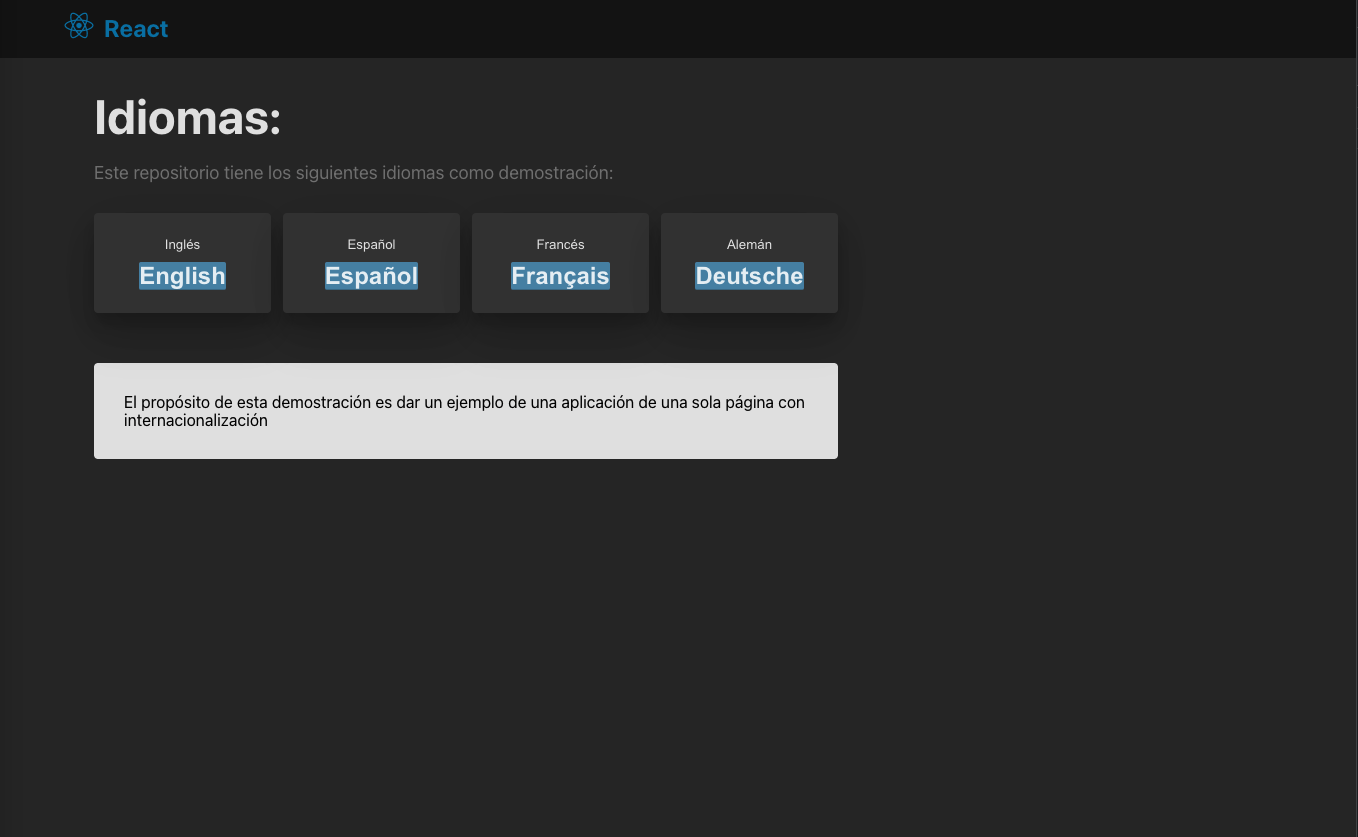 React
Idiomas:
Este repositorio tiene los siguientes idiomas como demostración:
Inglés
English
Español
Español
Francés
Français
Alemán
Deutsche
El propósito de esta demostración es dar un ejemplo de una aplicación de una sola página con
internacionalización